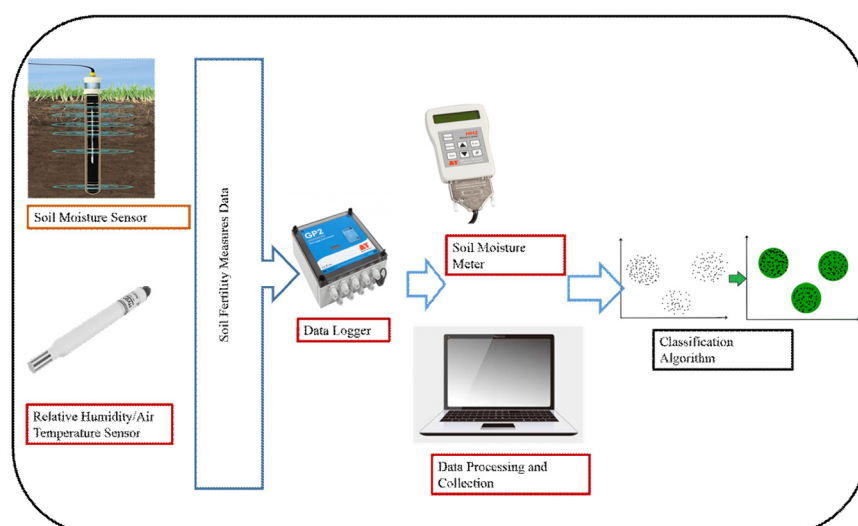 Soil Moisture Sensor
Relative Humidity/Air
Temperature Sensor
Soil Fertility Measures Data
GP2
Data Logger
Soil Moisture
Meter
Data Processing and
Collection
Classification
Algorithm